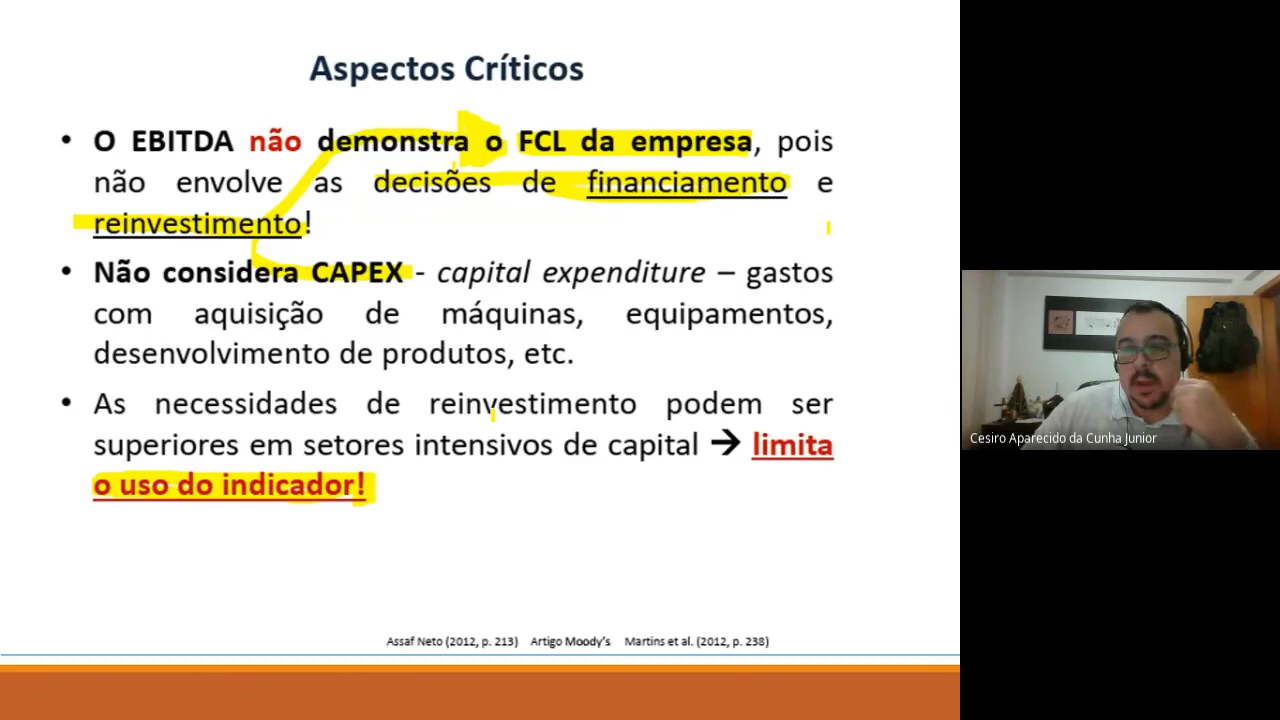 Aspectos Críticos
• O EBITDA não demonstra o FCL da empresa, pois
não envolve as decisões de financiamento e
reinvestimento!
• Não considera CAPEX - capital expenditure – gastos
com aquisição de máquinas, equipamentos,
desenvolvimento de produtos, etc.
• As necessidades de reinvestimento podem ser
superiores em setores intensivos de capital → limita
o uso do indicador!
Assaf Neto (2012, p. 213) Artigo Moody's Martins et al. (2012, p. 238)
Cesiro Aparecido da Cunha Junior